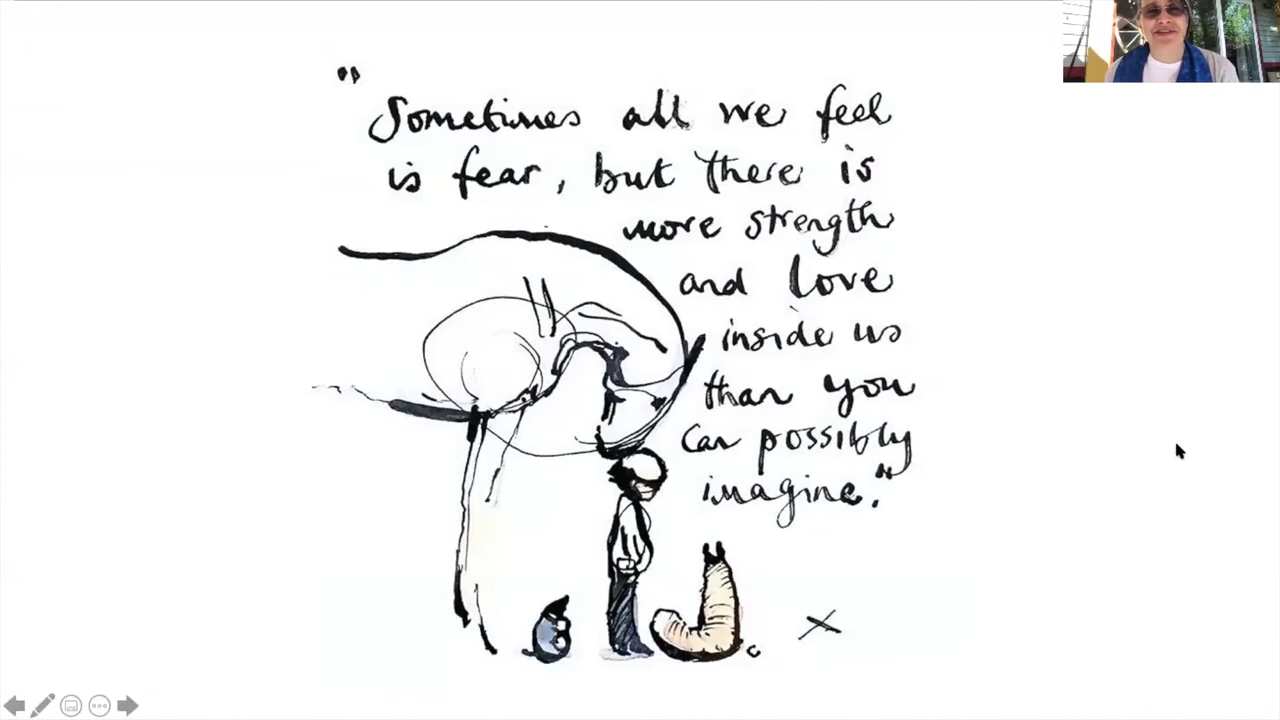 "Sometimes all we feel
is fear, but there is
more strength
and love
inside us
than you
can possibly
imagine."